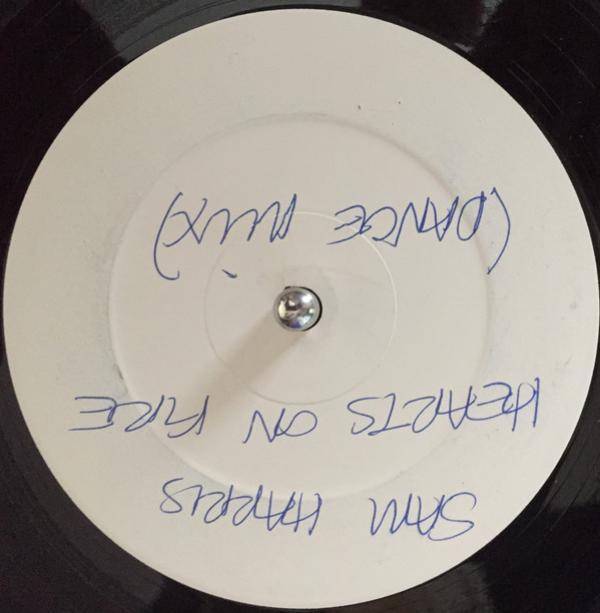 SAM HARRIS
HEARTS ON FIRE
(DANCE MIX)